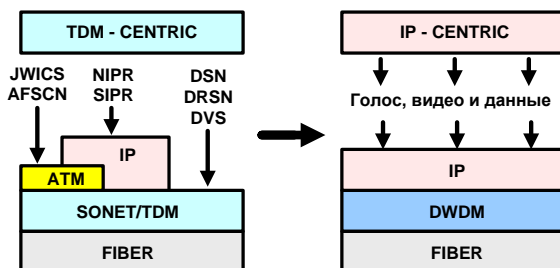 TDM - CENTRIC
JWICS
AFSCN
NIPR
SIPR
DSN
DRSN
DVS
IP
ATM
SONET/TDM
FIBER
IP - CENTRIC
Голос, видео и данные
IP
DWDM
FIBER